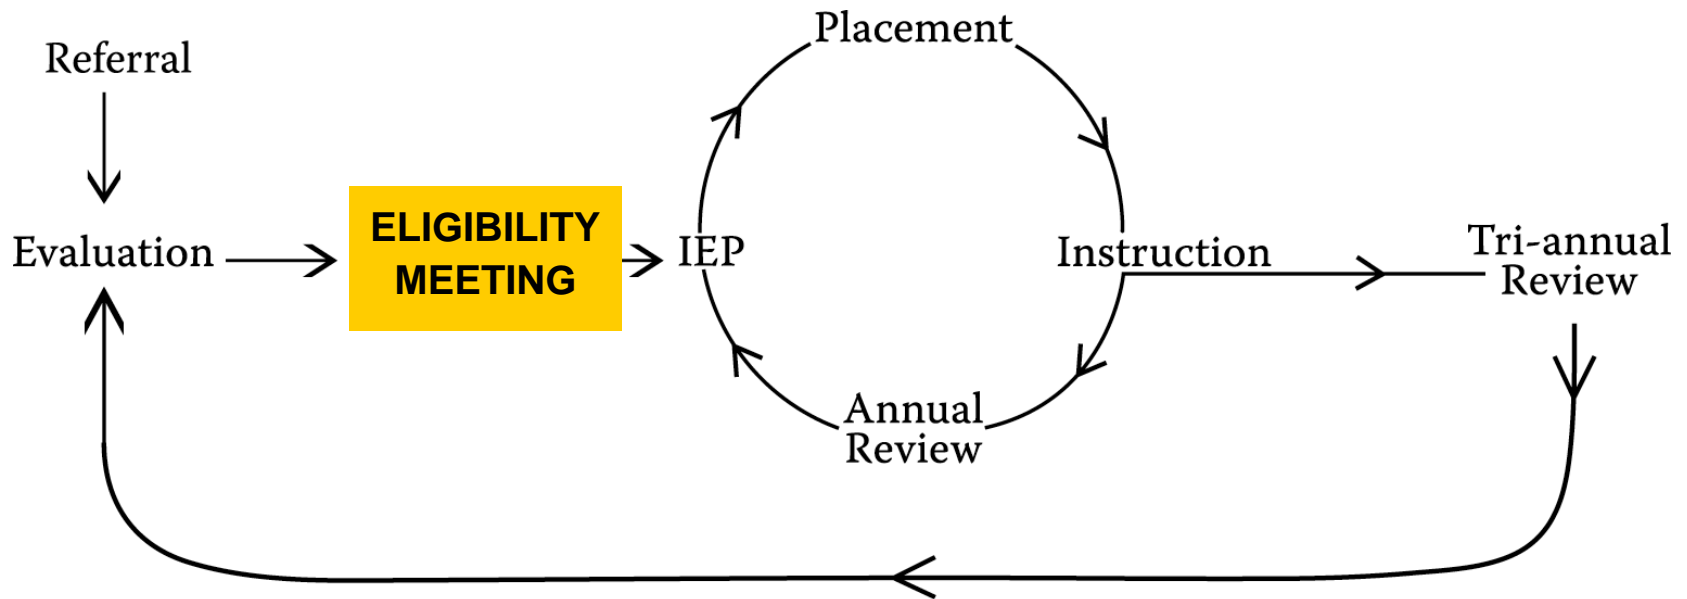 Placement
Referral
Evaluation
ELIGIBILITY
MEETING
IEP
Instruction
Tri-annual
Review
Annual
Review